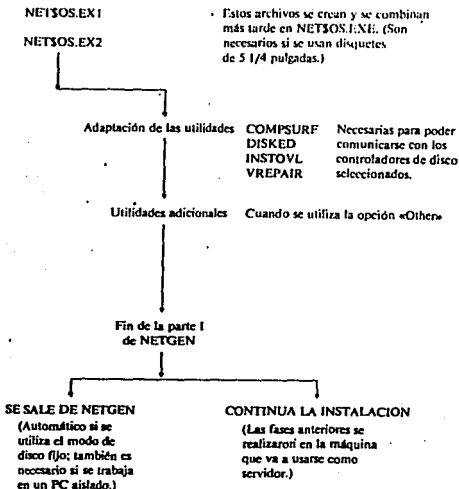 NET$OS.EX1
Estos archivos se crean y se combinan
más tarde en NET$OS.EXE. (Son
NET$OS.EX2
necesarios si se usan disquetes
de 5 1/4 pulgadas.)
Adaptación de las utilidades COMPSURF Necesarias para poder
DISKED comunicarse con los
INSTOVL controladores de disco
VREPAIR seleccionados.
Utilidades adicionales Cuando se utiliza la opción «Other»
Fin de la parte I
de NETGEN
SE SALE DE NETGEN
(Automático si se
utiliza el modo de
disco fijo; también es
necesario si se trabaja
en un PC aislado.)
CONTINUA LA INSTALACION
(Las fases anteriores se
realizaron en la máquina
que va a usarse como
servidor.)